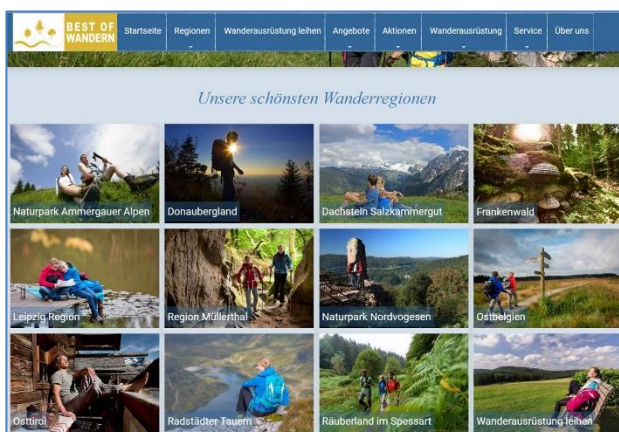 BEST OF
WANDERN
Startseite Regionen Wanderausrüstung leihen Angebote Aktionen Wanderausrüstung Service Über uns
Unsere schönsten Wanderregionen
Naturpark Ammergauer Alpen Donaubergland Dachstein Salzkammergut Frankenwald
Leipzig Region Region Müllerthal Naturpark Nordvogesen Ostbelgien
Osttirol Radstädter Tauern Räuberland im Spessart Wanderausrüstung leihen